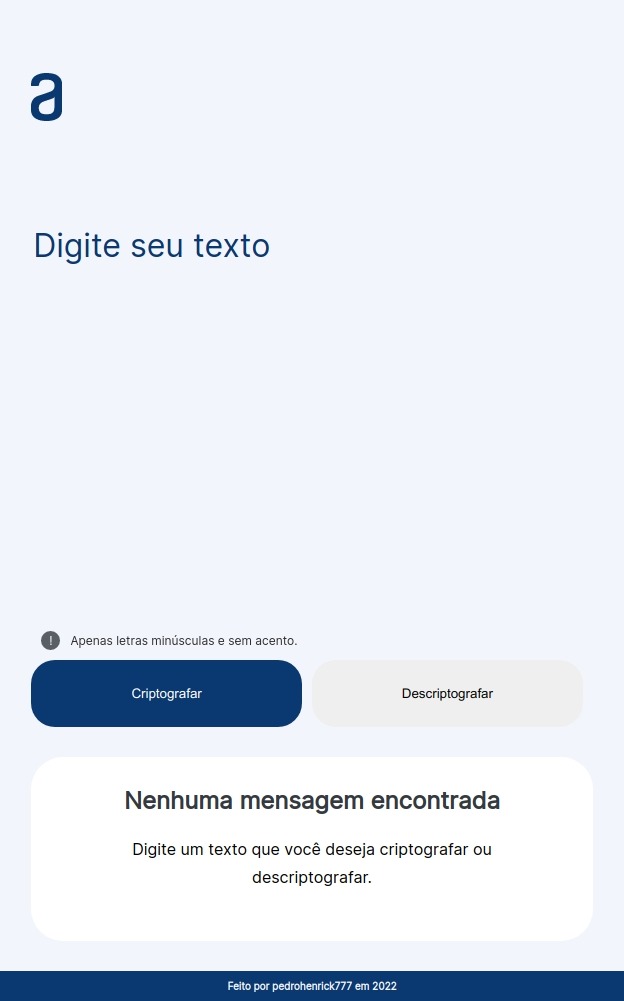 a
Digite seu texto
! Apenas letras minúsculas e sem acento.
Criptografar
Descriptografar
Nenhuma mensagem encontrada
Digite um texto que você deseja criptografar ou
descriptografar.
Feito por pedrohenrick777 em 2022